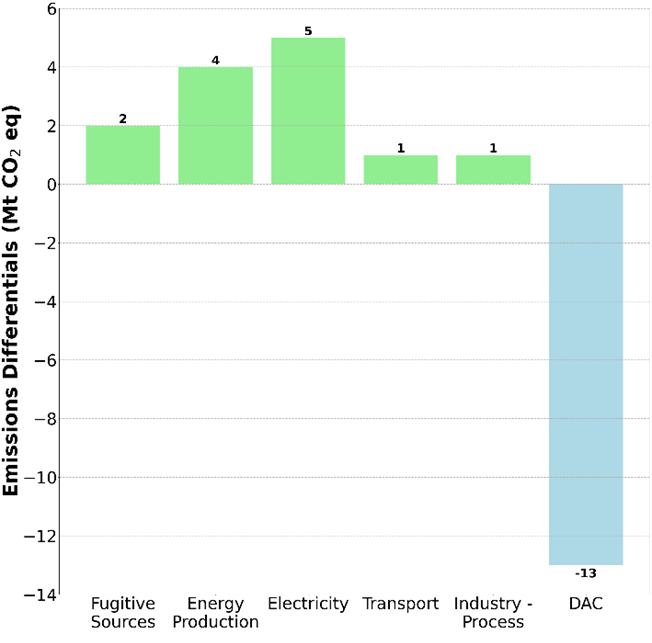 Emissions Differentials (Mt CO₂ eq)
6
4
2
0
−2
−4
−6
−8
−10
−12
−14
2
4
5
1
1
-13
Fugitive
Sources
Energy
Production
Electricity
Transport
Industry -
Process
DAC